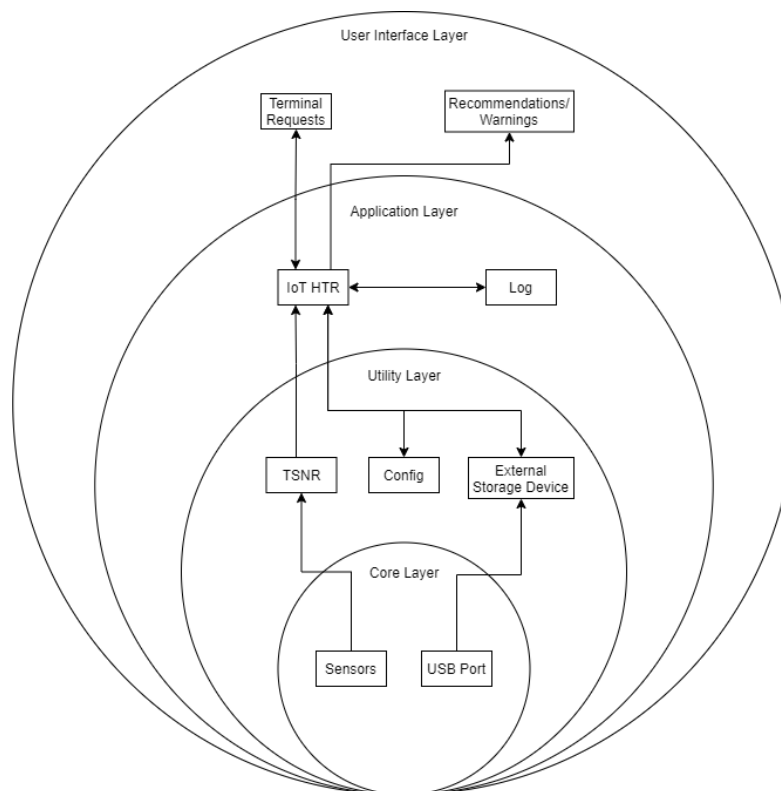 User Interface Layer
Terminal
Requests
Recommendations/
Warnings
Application Layer
IoT HTR
Log
Utility Layer
TSNR
Config
External
Storage Device
Core Layer
Sensors
USB Port